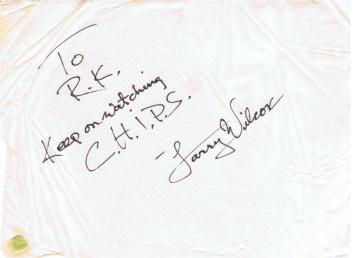 To
R.K.
Keep on watching
C.H.I.P.S.
-Larry Wilcox